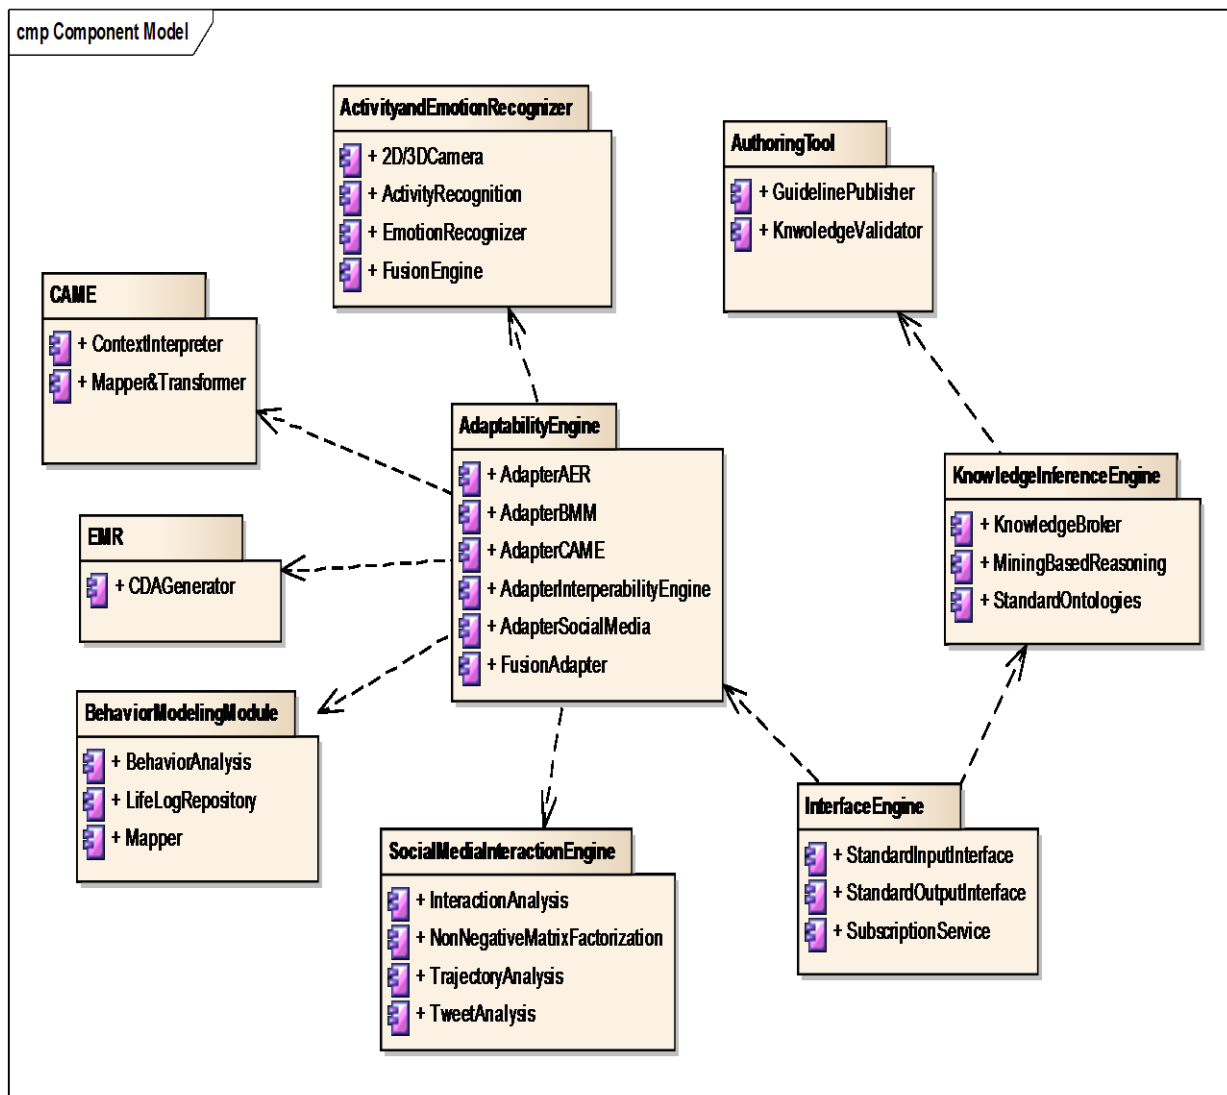 cmp Component Model
ActivityandEmotionRecognizer
+ 2D/3DCamera
+ ActivityRecognition
+ EmotionRecognizer
+ FusionEngine
AuthoringTool
+ GuidelinePublisher
+ KnwoledgeValidator
CAME
+ ContextInterpreter
+ Mapper&Transformer
AdaptabilityEngine
+ AdapterAER
+ AdapterBMM
+ AdapterCAME
+ AdapterInterperabilityEngine
+ AdapterSocialMedia
+ FusionAdapter
KnowledgeInferenceEngine
+ KnowledgeBroker
+ MiningBasedReasoning
+ StandardOntologies
EMR
+ CDAGenerator
BehaviorModelingModule
+ BehaviorAnalysis
+ LifeLogRepository
+ Mapper
SocialMediaInteractionEngine
+ InteractionAnalysis
+ NonNegativeMatrixFactorization
+ TrajectoryAnalysis
+ TweetAnalysis
InterfaceEngine
+ StandardInputInterface
+ StandardOutputInterface
+ SubscriptionService